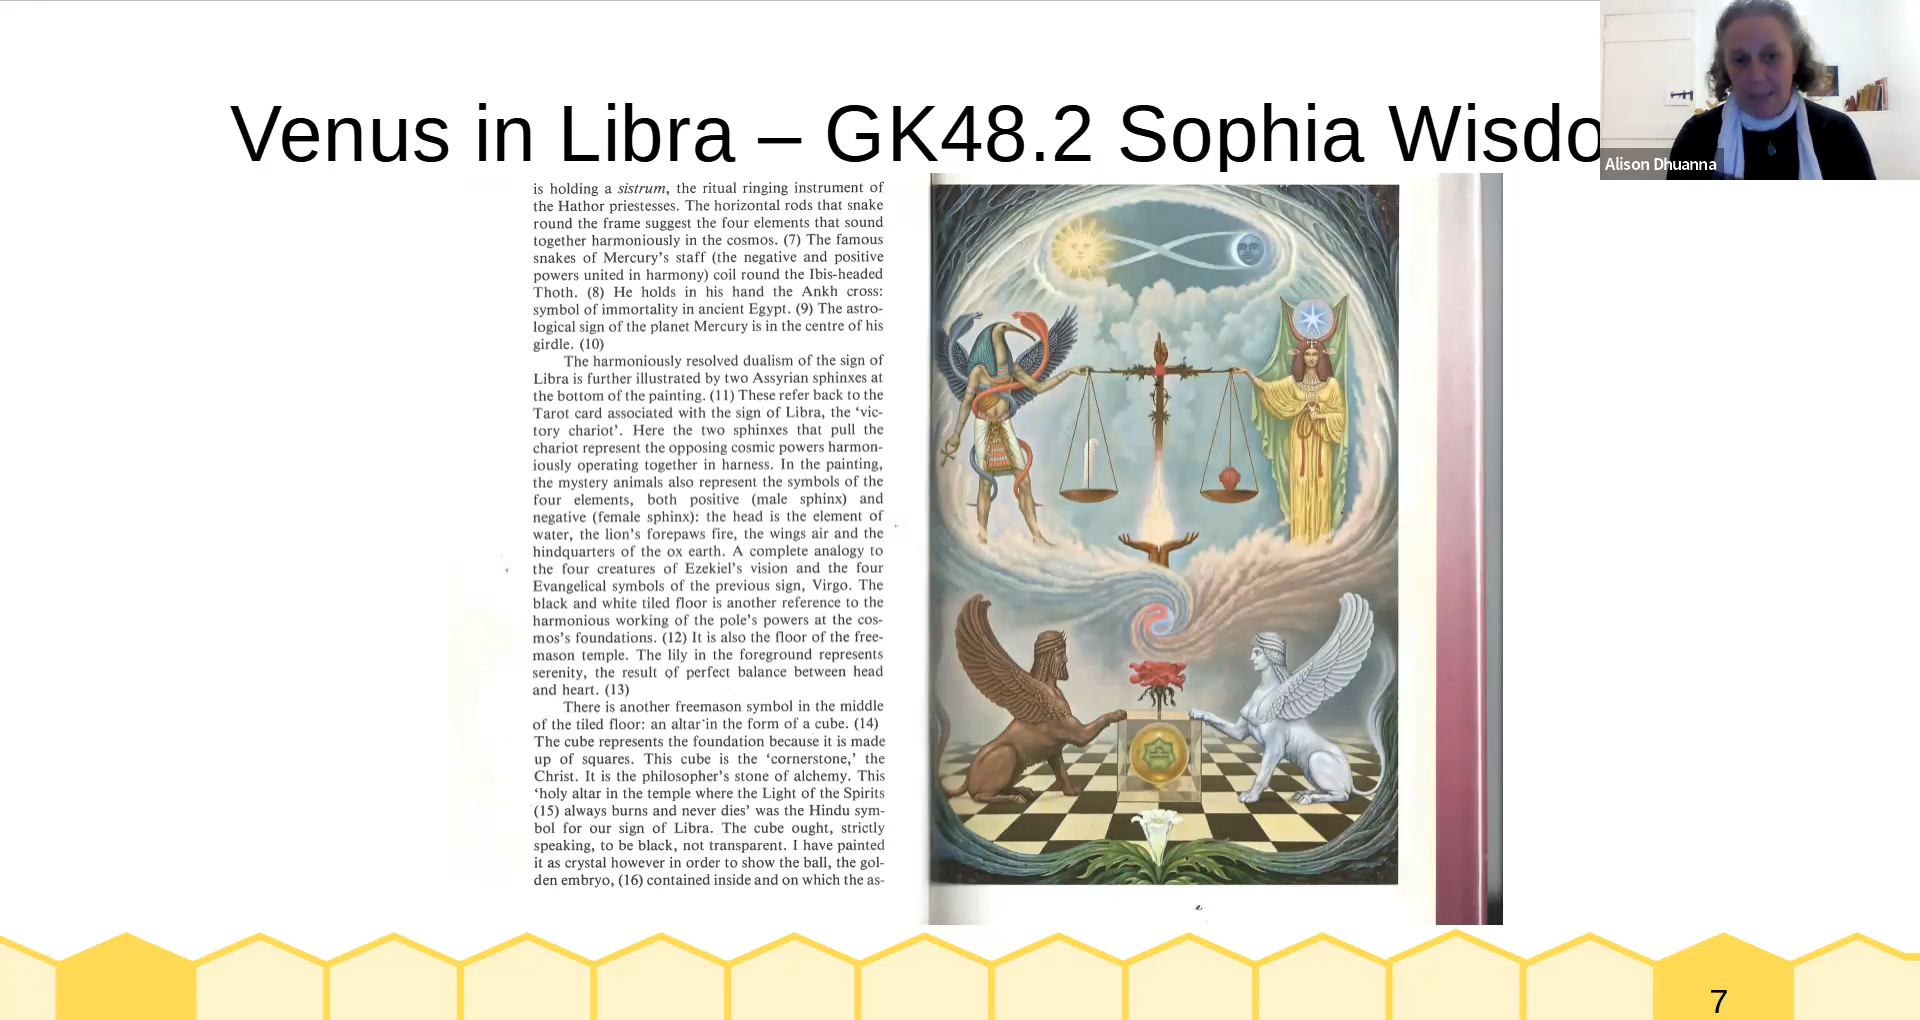 Venus in Libra – GK48.2 Sophia Wisdo
Alison Dhuanna
is holding a sistrum, the ritual ringing instrument of
the Hathor priestesses. The horizontal rods that snake
round the frame suggest the four elements that sound
together harmoniously in the cosmos. (7) The famous
snakes of Mercury's staff (the negative and positive
powers united in harmony) coil round the Ibis-headed
Thoth. (8) He holds in his hand the Ankh cross:
symbol of immortality in ancient Egypt. (9) The astro-
logical sign of the planet Mercury is in the centre of his
girdle. (10)
The harmoniously resolved dualism of the sign of
Libra is further illustrated by two Assyrian sphinxes at
the bottom of the painting. (11) These refer back to the
Tarot card associated with the sign of Libra, the 'vic-
tory chariot'. Here the two sphinxes that pull the
chariot represent the opposing cosmic powers harmon-
iously operating together in harness. In the painting,
the mystery animals also represent the symbols of the
four elements, both positive (male sphinx) and
negative (female sphinx): the head is the element of
water, the lion's forepaws fire, the wings air and the
hindquarters of the ox earth. A complete analogy to
the four creatures of Ezekiel's vision and the four
Evangelical symbols of the previous sign, Virgo. The
black and white tiled floor is another reference to the
harmonious working of the pole's powers at the cos-
mos's foundations. (12) It is also the floor of the free-
mason temple. The lily in the foreground represents
serenity, the result of perfect balance between head
and heart. (13)
There is another freemason symbol in the middle
of the tiled floor: an altar in the form of a cube. (14)
The cube represents the foundation because it is made
up of squares. This cube is the 'cornerstone,' the
Christ. It is the philosopher's stone of alchemy. This
'holy altar in the temple where the Light of the Spirits
(15) always burns and never dies' was the Hindu sym-
bol for our sign of Libra. The cube ought, strictly
speaking, to be black, not transparent. I have painted
it as crystal however in order to show the ball, the gol-
den embryo, (16) contained inside and on which the as-
7